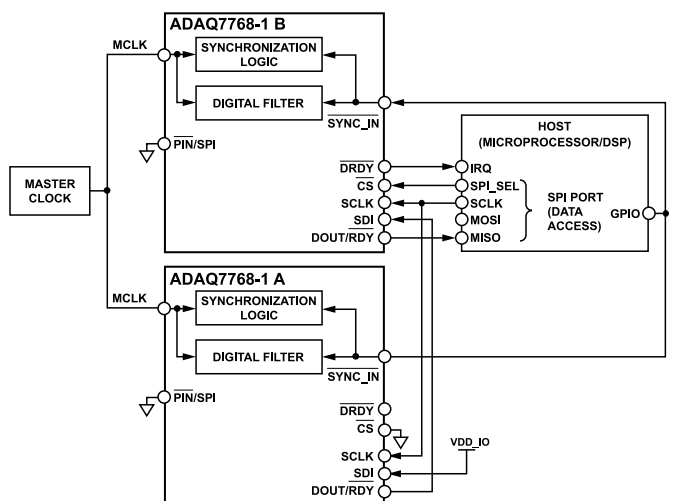 ADAQ7768-1 B
MCLK
SYNCHRONIZATION
LOGIC
DIGITAL FILTER
SYNC_IN
PIN/SPI
DRDY
CS
SCLK
SDI
DOUT/RDY
HOST
(MICROPROCESSOR/DSP)
IRQ
SPI_SEL
SCLK
MOSI
MISO
SPI PORT
(DATA
ACCESS)
GPIO
MASTER
CLOCK
ADAQ7768-1 A
MCLK
SYNCHRONIZATION
LOGIC
DIGITAL FILTER
SYNC_IN
PIN/SPI
DRDY
CS
SCLK
SDI
DOUT/RDY
VDD_IO